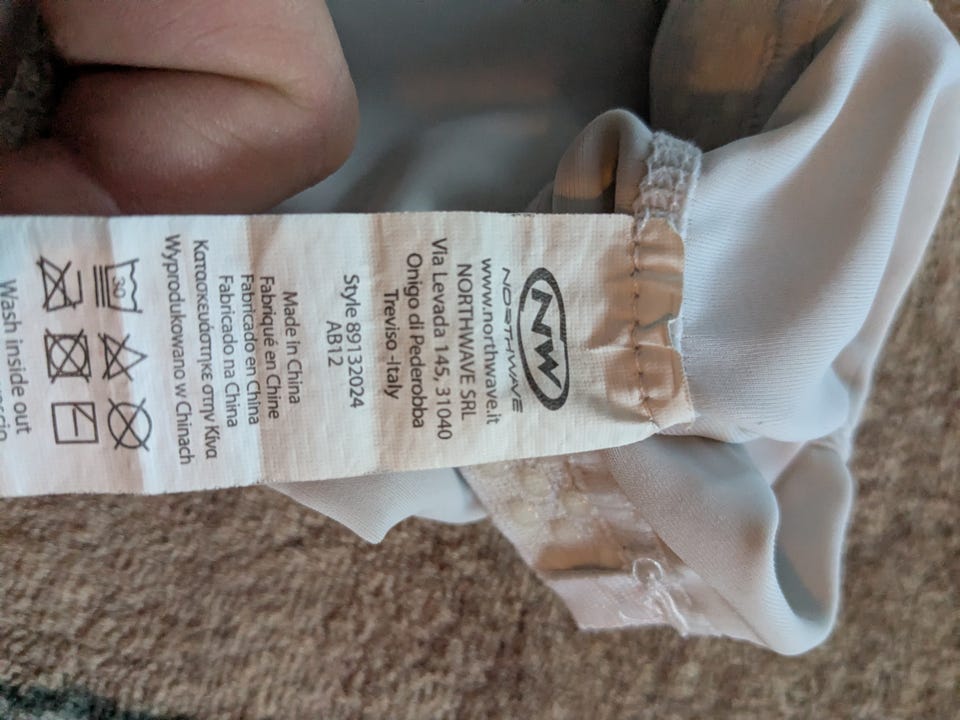 NW
NORTHWAVE
www.northwave.it
NORTHWAVE SRL
Via Levada 145, 31040
Onigo di Pederobba
Treviso -Italy
Style 89132024
AB12
Made in China
Fabriqué en Chine
Fabricado en China
Fabricado na China
Κατασκευάστηκε στην Κίνα
Wyprodukowano w Chinach
30
Wash inside out